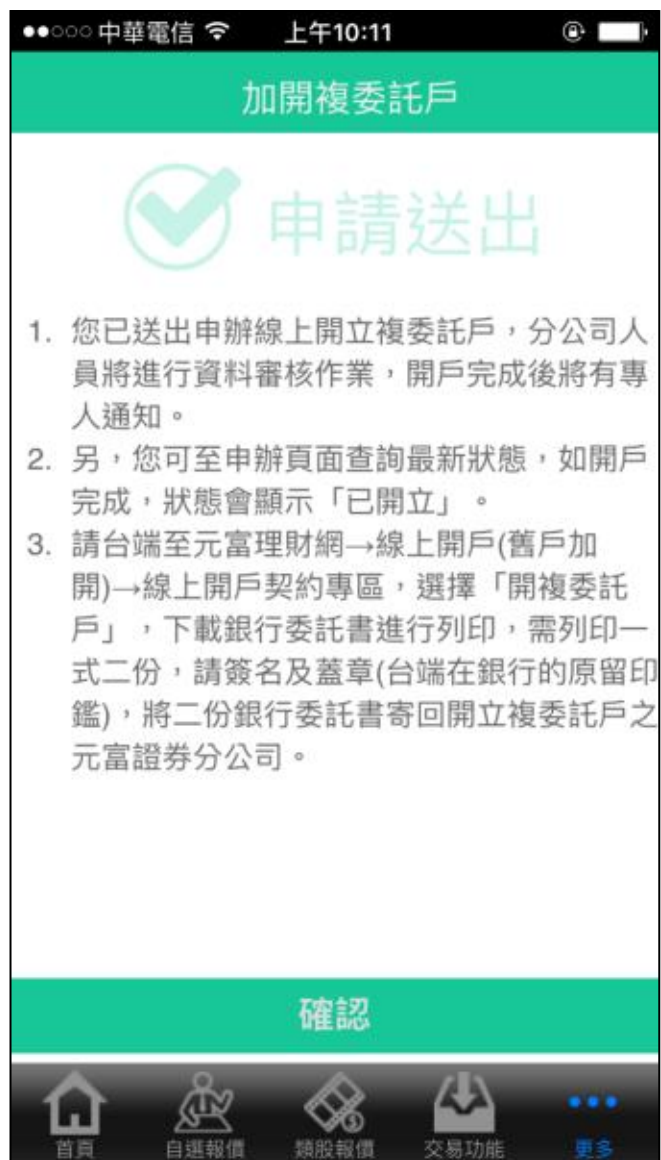 中華電信 上午10:11
加開複委託戶
申請送出
1. 您已送出申辦線上開立複委託戶，分公司人
員將進行資料審核作業，開戶完成後將有專
人通知。
2. 另，您可至申辦頁面查詢最新狀態，如開戶
完成，狀態會顯示「已開立」。
3. 請台端至元富理財網→線上開戶(舊戶加
開)→線上開戶契約專區，選擇「開複委託
戶」，下載銀行委託書進行列印，需列印一
式二份，請簽名及蓋章(台端在銀行的原留印
鑑)，將二份銀行委託書寄回開立複委託戶之
元富證券分公司。
確認
首頁 自選報價 類股報價 交易功能 更多